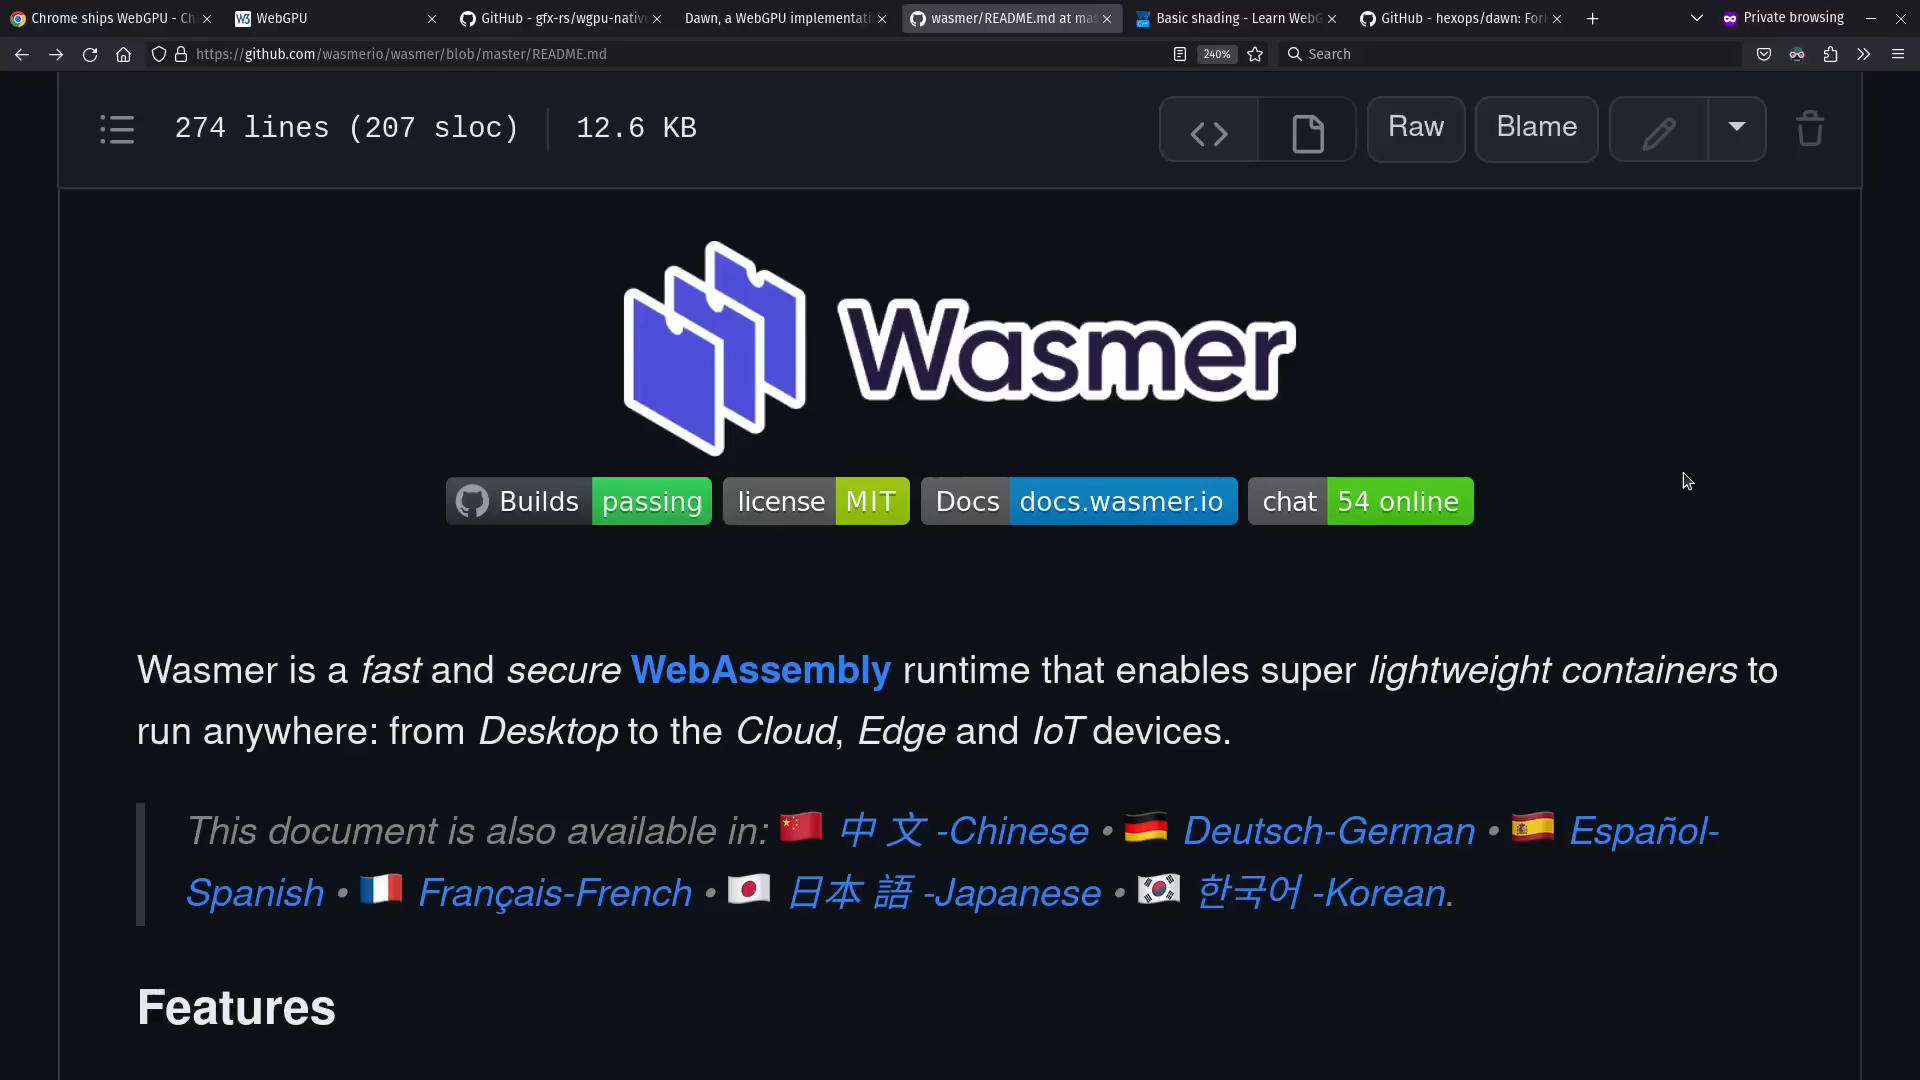 Chrome ships WebGPU - Ch
WebGPU
GitHub - gfx-rs/wgpu-nativ
Dawn, a WebGPU implementati
wasmer/README.md at mas
Basic shading - Learn WebG
GitHub - hexops/dawn: For
Private browsing
https://github.com/wasmerio/wasmer/blob/master/README.md
240%
Search
274 lines (207 sloc)
12.6 KB
Raw
Blame
Wasmer
Builds passing
license MIT
Docs docs.wasmer.io
chat 54 online
Wasmer is a fast and secure WebAssembly runtime that enables super lightweight containers to
run anywhere: from Desktop to the Cloud, Edge and IoT devices.
This document is also available in: 🇨🇳 中 文 -Chinese • 🇩🇪 Deutsch-German • 🇪🇸 Español-
Spanish • 🇫🇷 Français-French • 🇯🇵 日本 語 -Japanese • 🇰🇷 한국어 -Korean.
Features